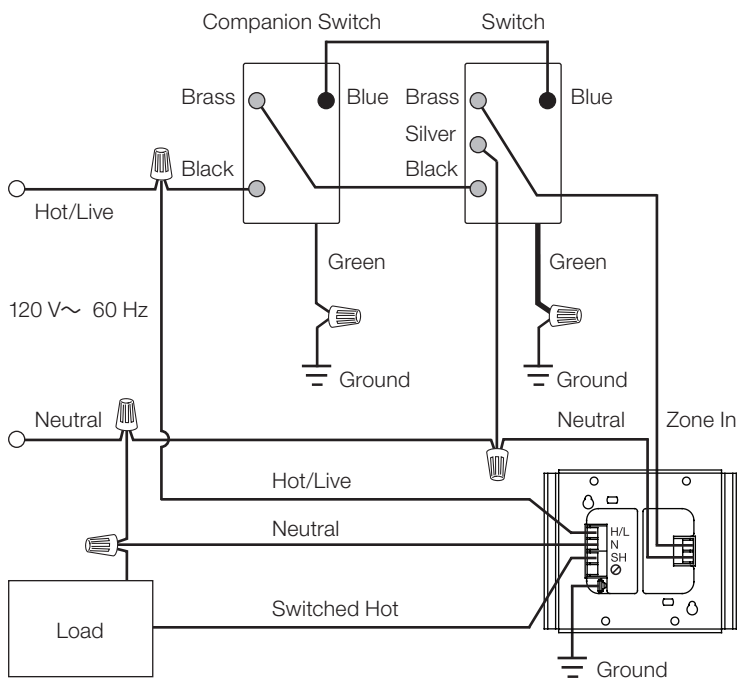 Companion Switch
Switch
Brass
Blue
Brass
Blue
Silver
Black
Black
Hot/Live
Green
Green
120 V~ 60 Hz
Ground
Ground
Neutral
Neutral
Zone In
Hot/Live
H/L
Neutral
N
SH
Switched Hot
Load
Ground